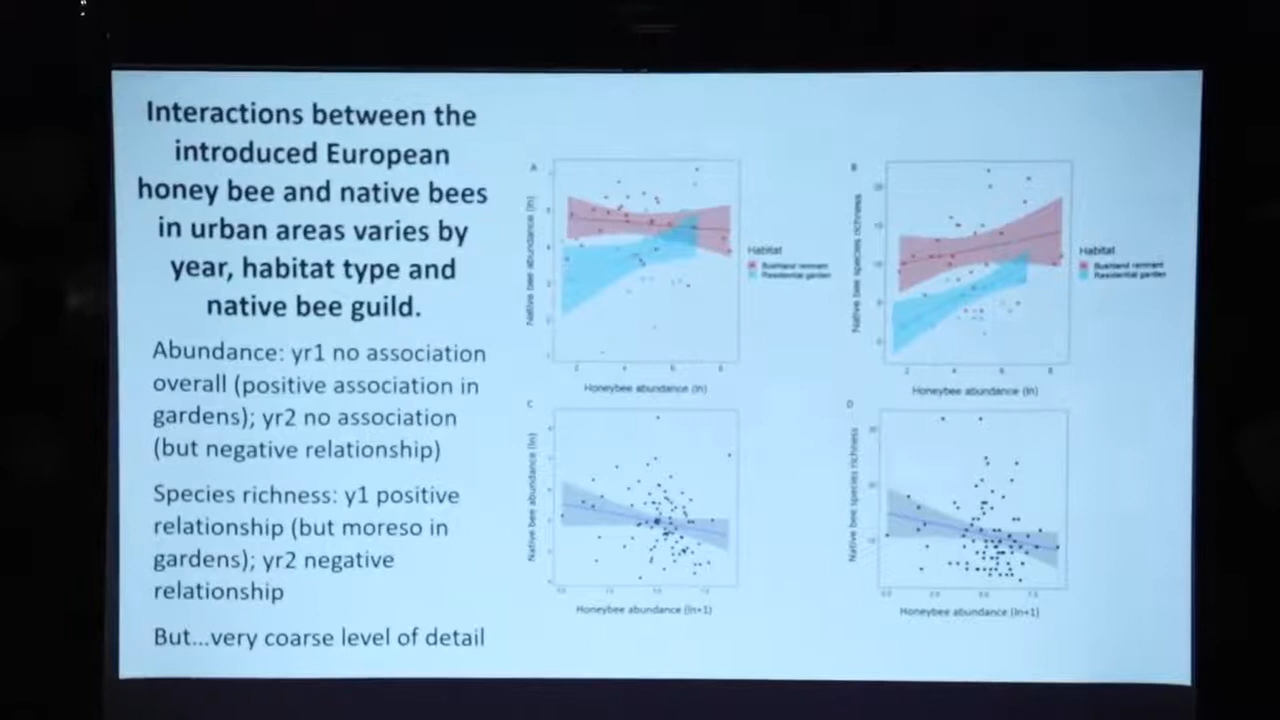 Interactions between the
introduced European
honey bee and native bees
in urban areas varies by
year, habitat type and
native bee guild.
Abundance: yr1 no association
overall (positive association in
gardens); yr2 no association
(but negative relationship)
Species richness: y1 positive
relationship (but moreso in
gardens); yr2 negative
relationship
But...very coarse level of detail
A
Native bee abundance (ln)
Honeybee abundance (ln)
Habitat
Bushland remnant
Residential garden
B
Native bee species richness
Honeybee abundance (ln)
Habitat
Bushland remnant
Residential garden
C
Native bee abundance (ln)
Honeybee abundance (ln+1)
D
Native bee species richness
Honeybee abundance (ln+1)